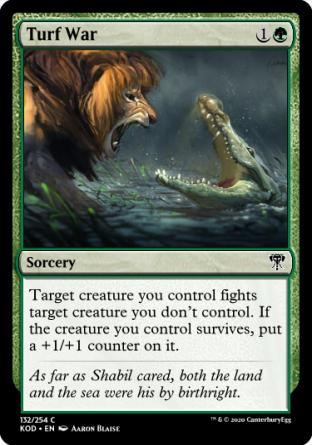 Turf War 1
Sorcery
Target creature you control fights
target creature you don't control. If
the creature you control survives, put
a +1/+1 counter on it.
As far as Shabil cared, both the land
and the sea were his by birthright.
132/254 C
KOD • EN Aaron Blaise
™ & © 2020 CanterburyEgg